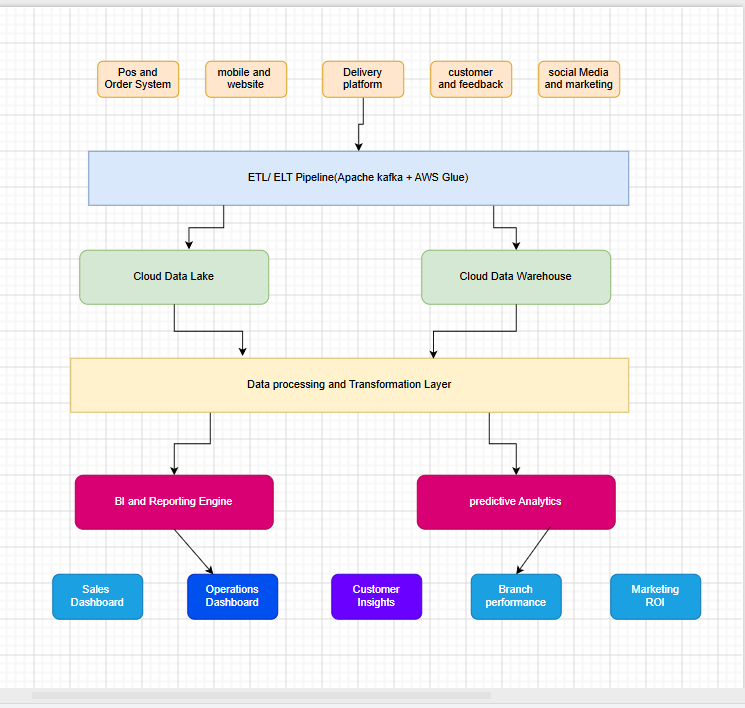 Pos and
Order System
mobile and
website
Delivery
platform
customer
and feedback
social Media
and marketing
ETL/ ELT Pipeline(Apache kafka + AWS Glue)
Cloud Data Lake
Cloud Data Warehouse
Data processing and Transformation Layer
BI and Reporting Engine
predictive Analytics
Sales
Dashboard
Operations
Dashboard
Customer
Insights
Branch
performance
Marketing
ROI